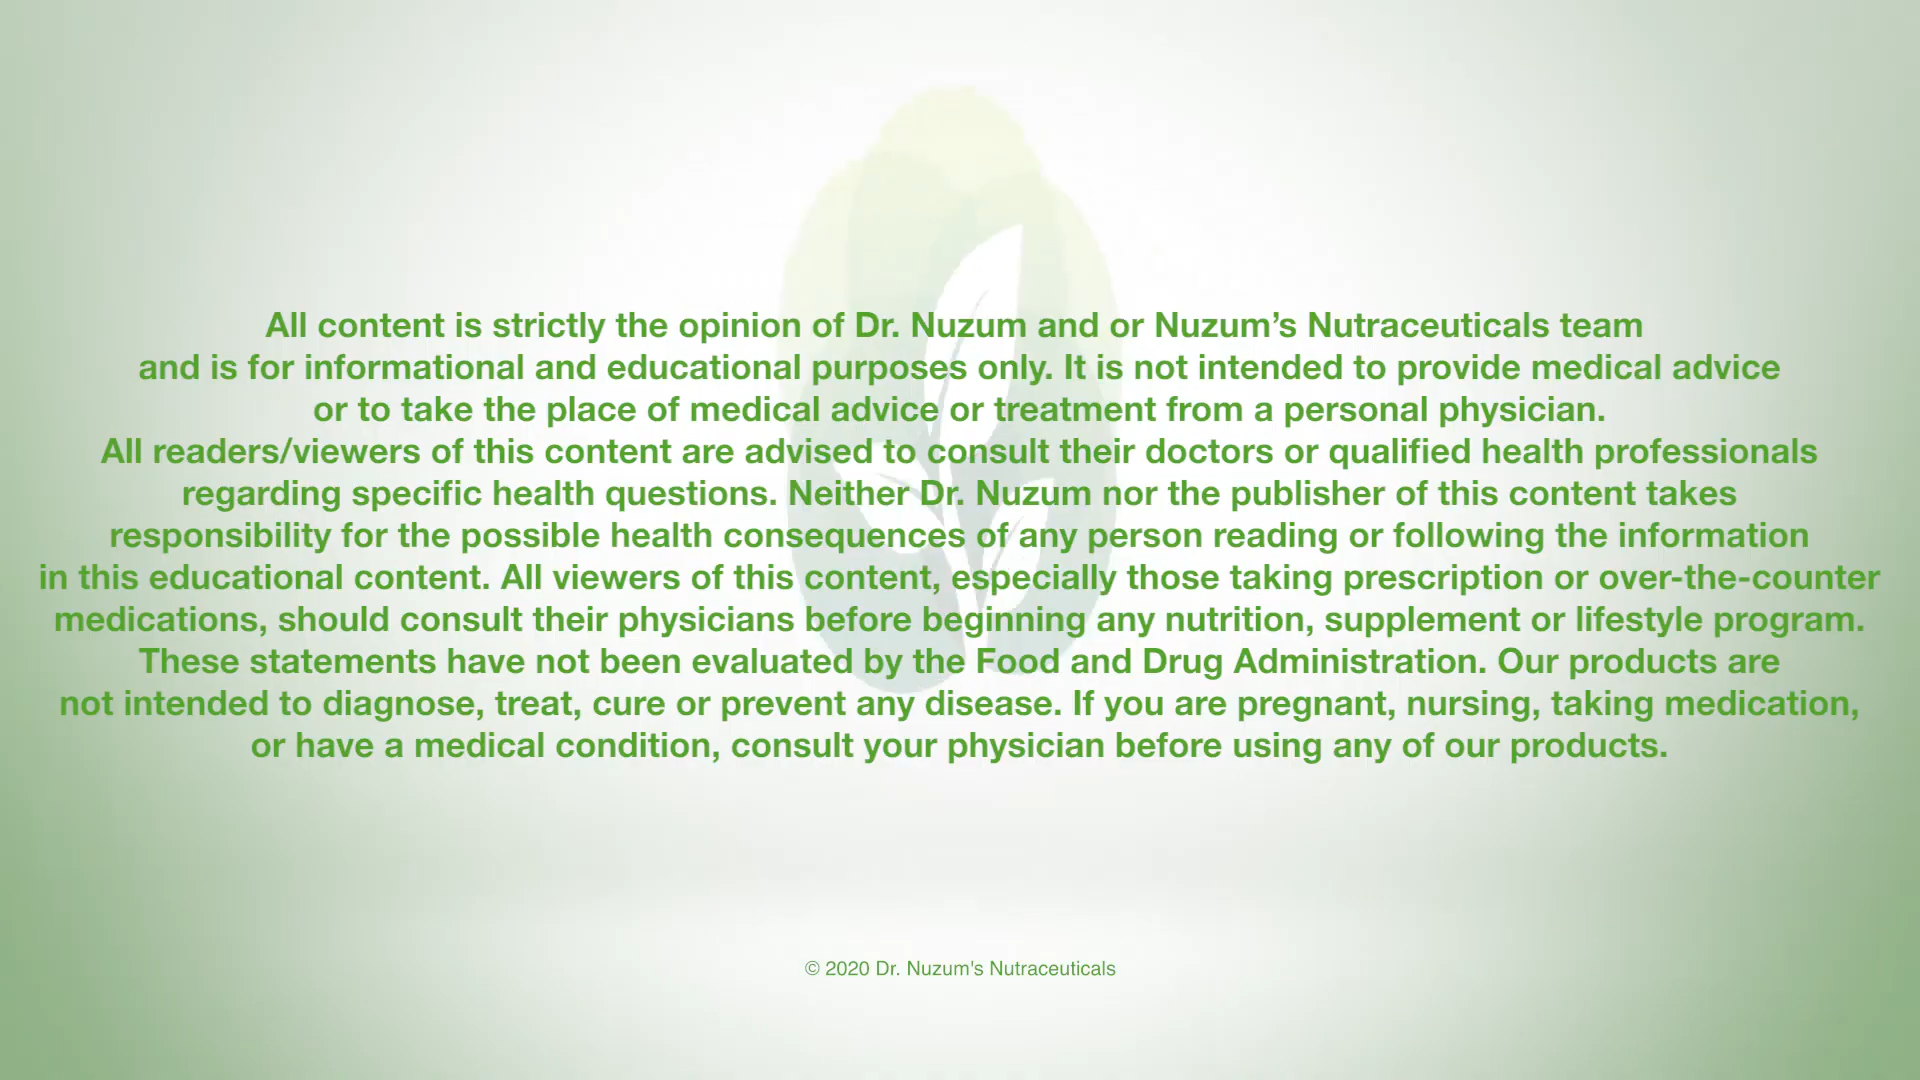 All content is strictly the opinion of Dr. Nuzum and or Nuzum’s Nutraceuticals team
and is for informational and educational purposes only. It is not intended to provide medical advice
or to take the place of medical advice or treatment from a personal physician.
All readers/viewers of this content are advised to consult their doctors or qualified health professionals
regarding specific health questions. Neither Dr. Nuzum nor the publisher of this content takes
responsibility for the possible health consequences of any person reading or following the information
in this educational content. All viewers of this content, especially those taking prescription or over-the-counter
medications, should consult their physicians before beginning any nutrition, supplement or lifestyle program.
These statements have not been evaluated by the Food and Drug Administration. Our products are
not intended to diagnose, treat, cure or prevent any disease. If you are pregnant, nursing, taking medication,
or have a medical condition, consult your physician before using any of our products.
© 2020 Dr. Nuzum's Nutraceuticals